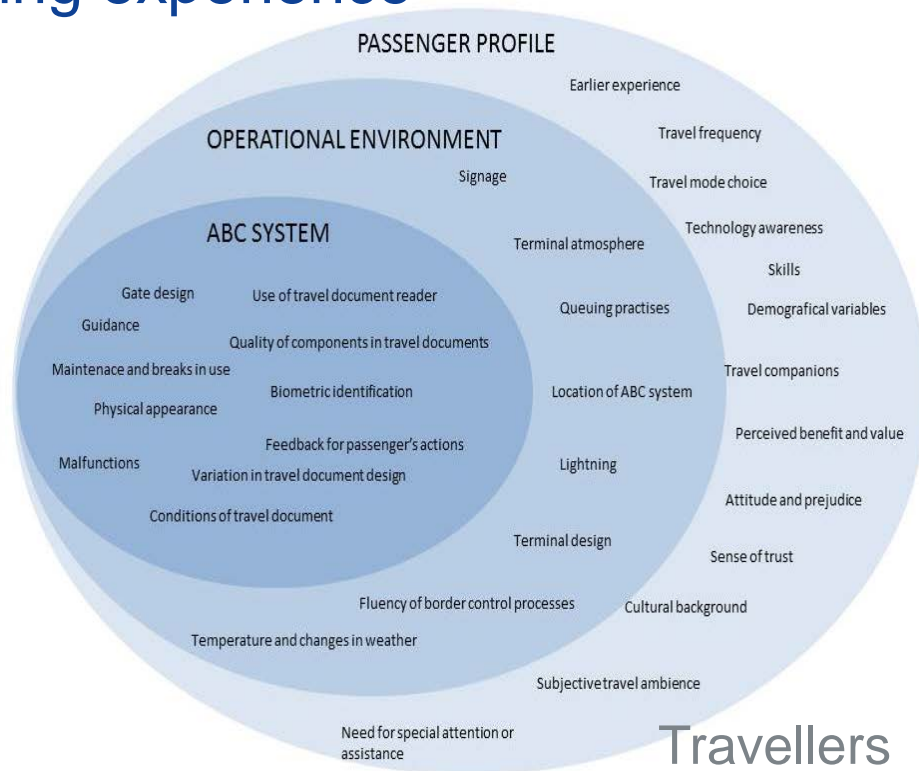 ing experience
PASSENGER PROFILE
Earlier experience
Travel frequency
Travel mode choice
Technology awareness
Skills
Demografical variables
Travel companions
Perceived benefit and value
Attitude and prejudice
Sense of trust
Cultural background
Subjective travel ambience
Need for special attention or
assistance
OPERATIONAL ENVIRONMENT
Signage
Terminal atmosphere
Queuing practises
Location of ABC system
Lightning
Terminal design
Fluency of border control processes
Temperature and changes in weather
ABC SYSTEM
Gate design
Use of travel document reader
Guidance
Quality of components in travel documents
Maintenace and breaks in use
Biometric identification
Physical appearance
Feedback for passenger's actions
Malfunctions
Variation in travel document design
Conditions of travel document
Travellers